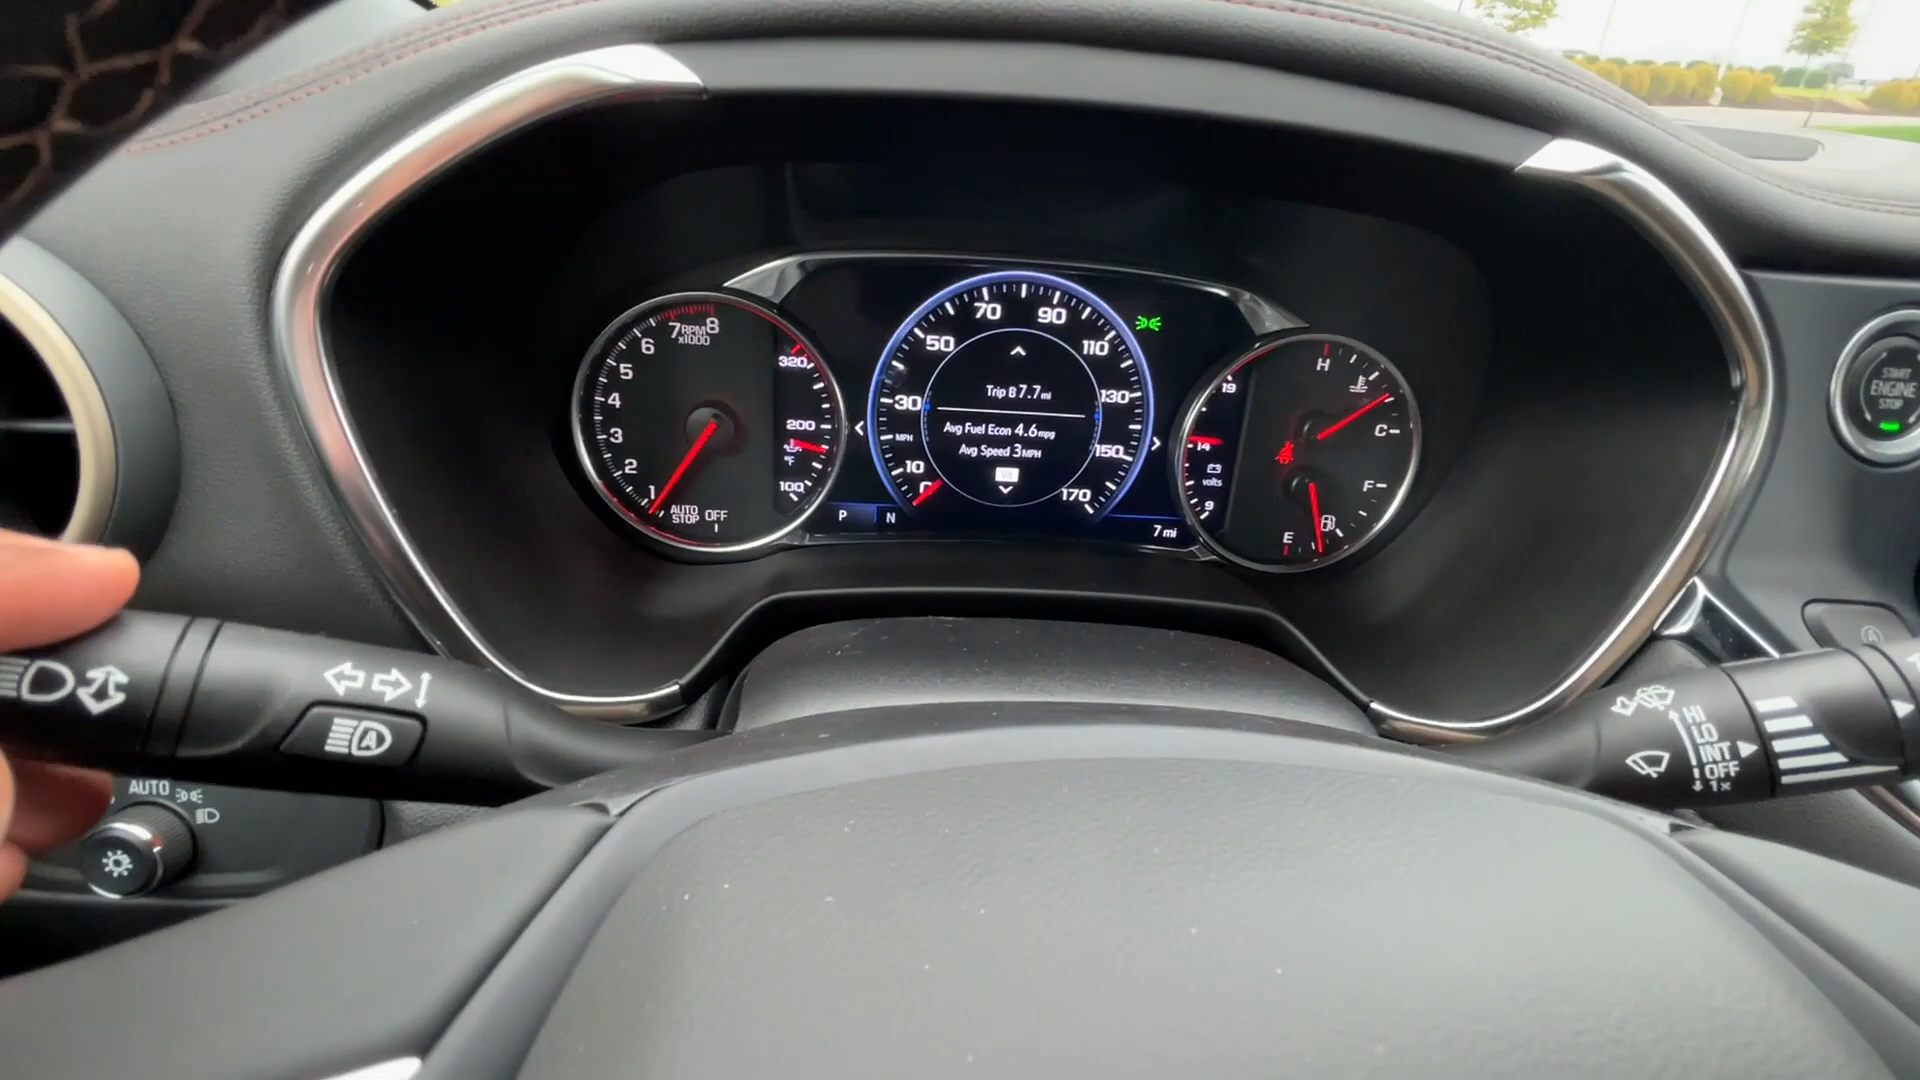 8
7
RPM
x1000
6
5
4
3
2
1
AUTO
STOP
OFF
320
200
°F
100
70
90
50
110
30
130
MPH
10
150
0
170
Trip B 7.7 mi
Avg Fuel Econ 4.6 mpg
Avg Speed 3 MPH
P
N
7 mi
19
14
volts
9
H
C
F
E
START
ENGINE
STOP
A
A
AUTO
HI
LO
INT
OFF
1x